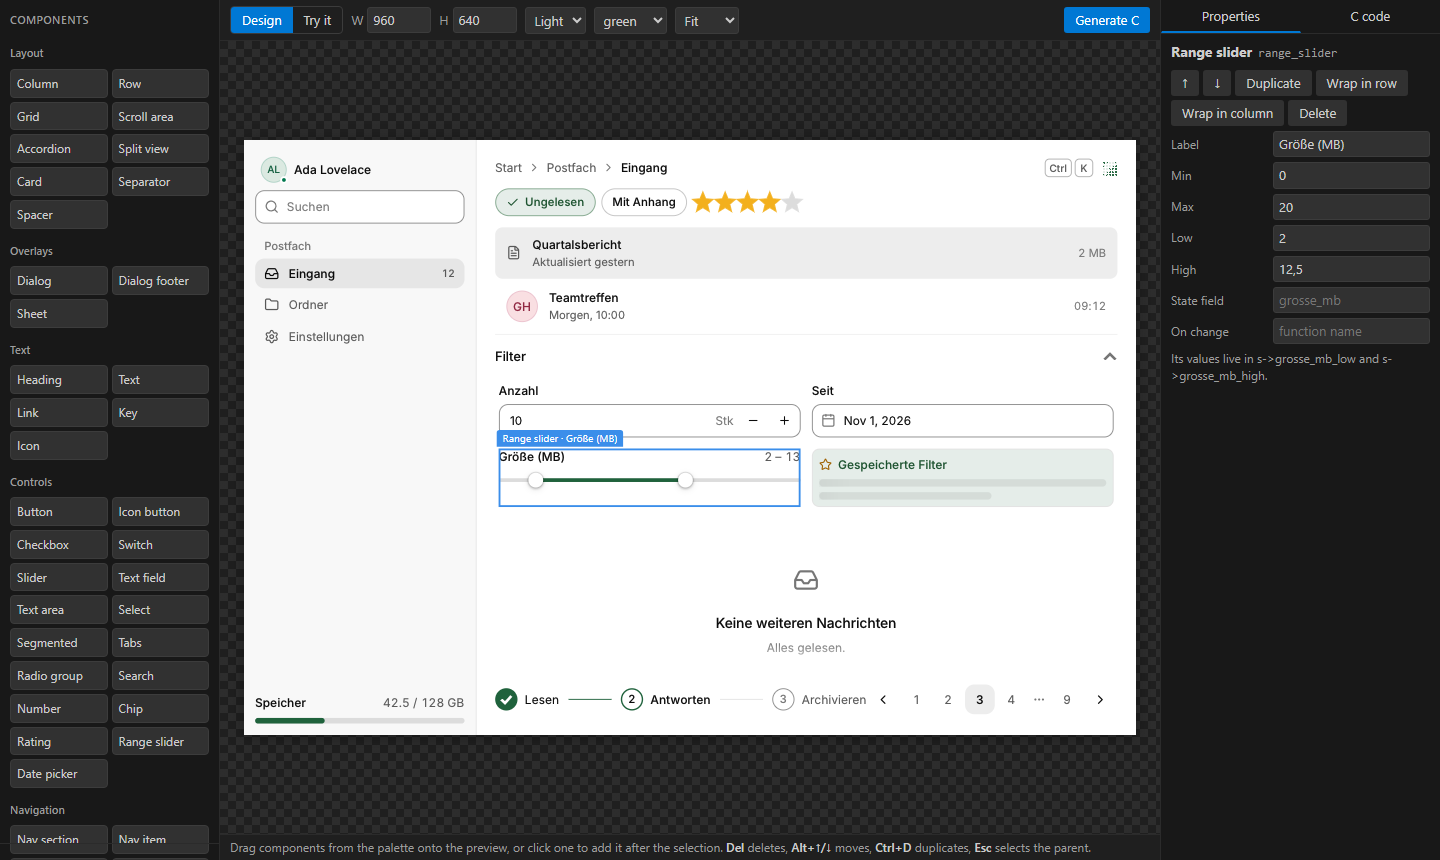 COMPONENTS
Layout
Column
Row
Grid
Scroll area
Accordion
Split view
Card
Separator
Spacer
Overlays
Dialog
Dialog footer
Sheet
Text
Heading
Text
Link
Key
Icon
Controls
Button
Icon button
Checkbox
Switch
Slider
Text field
Text area
Select
Segmented
Tabs
Radio group
Search
Number
Chip
Rating
Range slider
Date picker
Navigation
Nav section
Nav item
Design
Try it
W 960
H 640
Light
green
Fit
Generate C
AL Ada Lovelace
Suchen
Postfach
Eingang 12
Ordner
Einstellungen
Speicher 42.5 / 128 GB
Start > Postfach > Eingang
Ctrl K
Ungelesen
Mit Anhang
Quartalsbericht
Aktualisiert gestern
2 MB
GH
Teamtreffen
Morgen, 10:00
09:12
Filter
Anzahl
10 Stk − +
Seit
Nov 1, 2026
Range slider · Größe (MB)
Größe (MB) 2 – 13
Gespeicherte Filter
Keine weiteren Nachrichten
Alles gelesen.
Lesen
2 Antworten
3 Archivieren
1 2 3 4 ··· 9
Drag components from the palette onto the preview, or click one to add it after the selection. Del deletes, Alt+↑/↓ moves, Ctrl+D duplicates, Esc selects the parent.
Properties
C code
Range slider range_slider
↑ ↓ Duplicate Wrap in row
Wrap in column Delete
Label Größe (MB)
Min 0
Max 20
Low 2
High 12,5
State field grosse_mb
On change function name
Its values live in s->grosse_mb_low and s-
>grosse_mb_high.